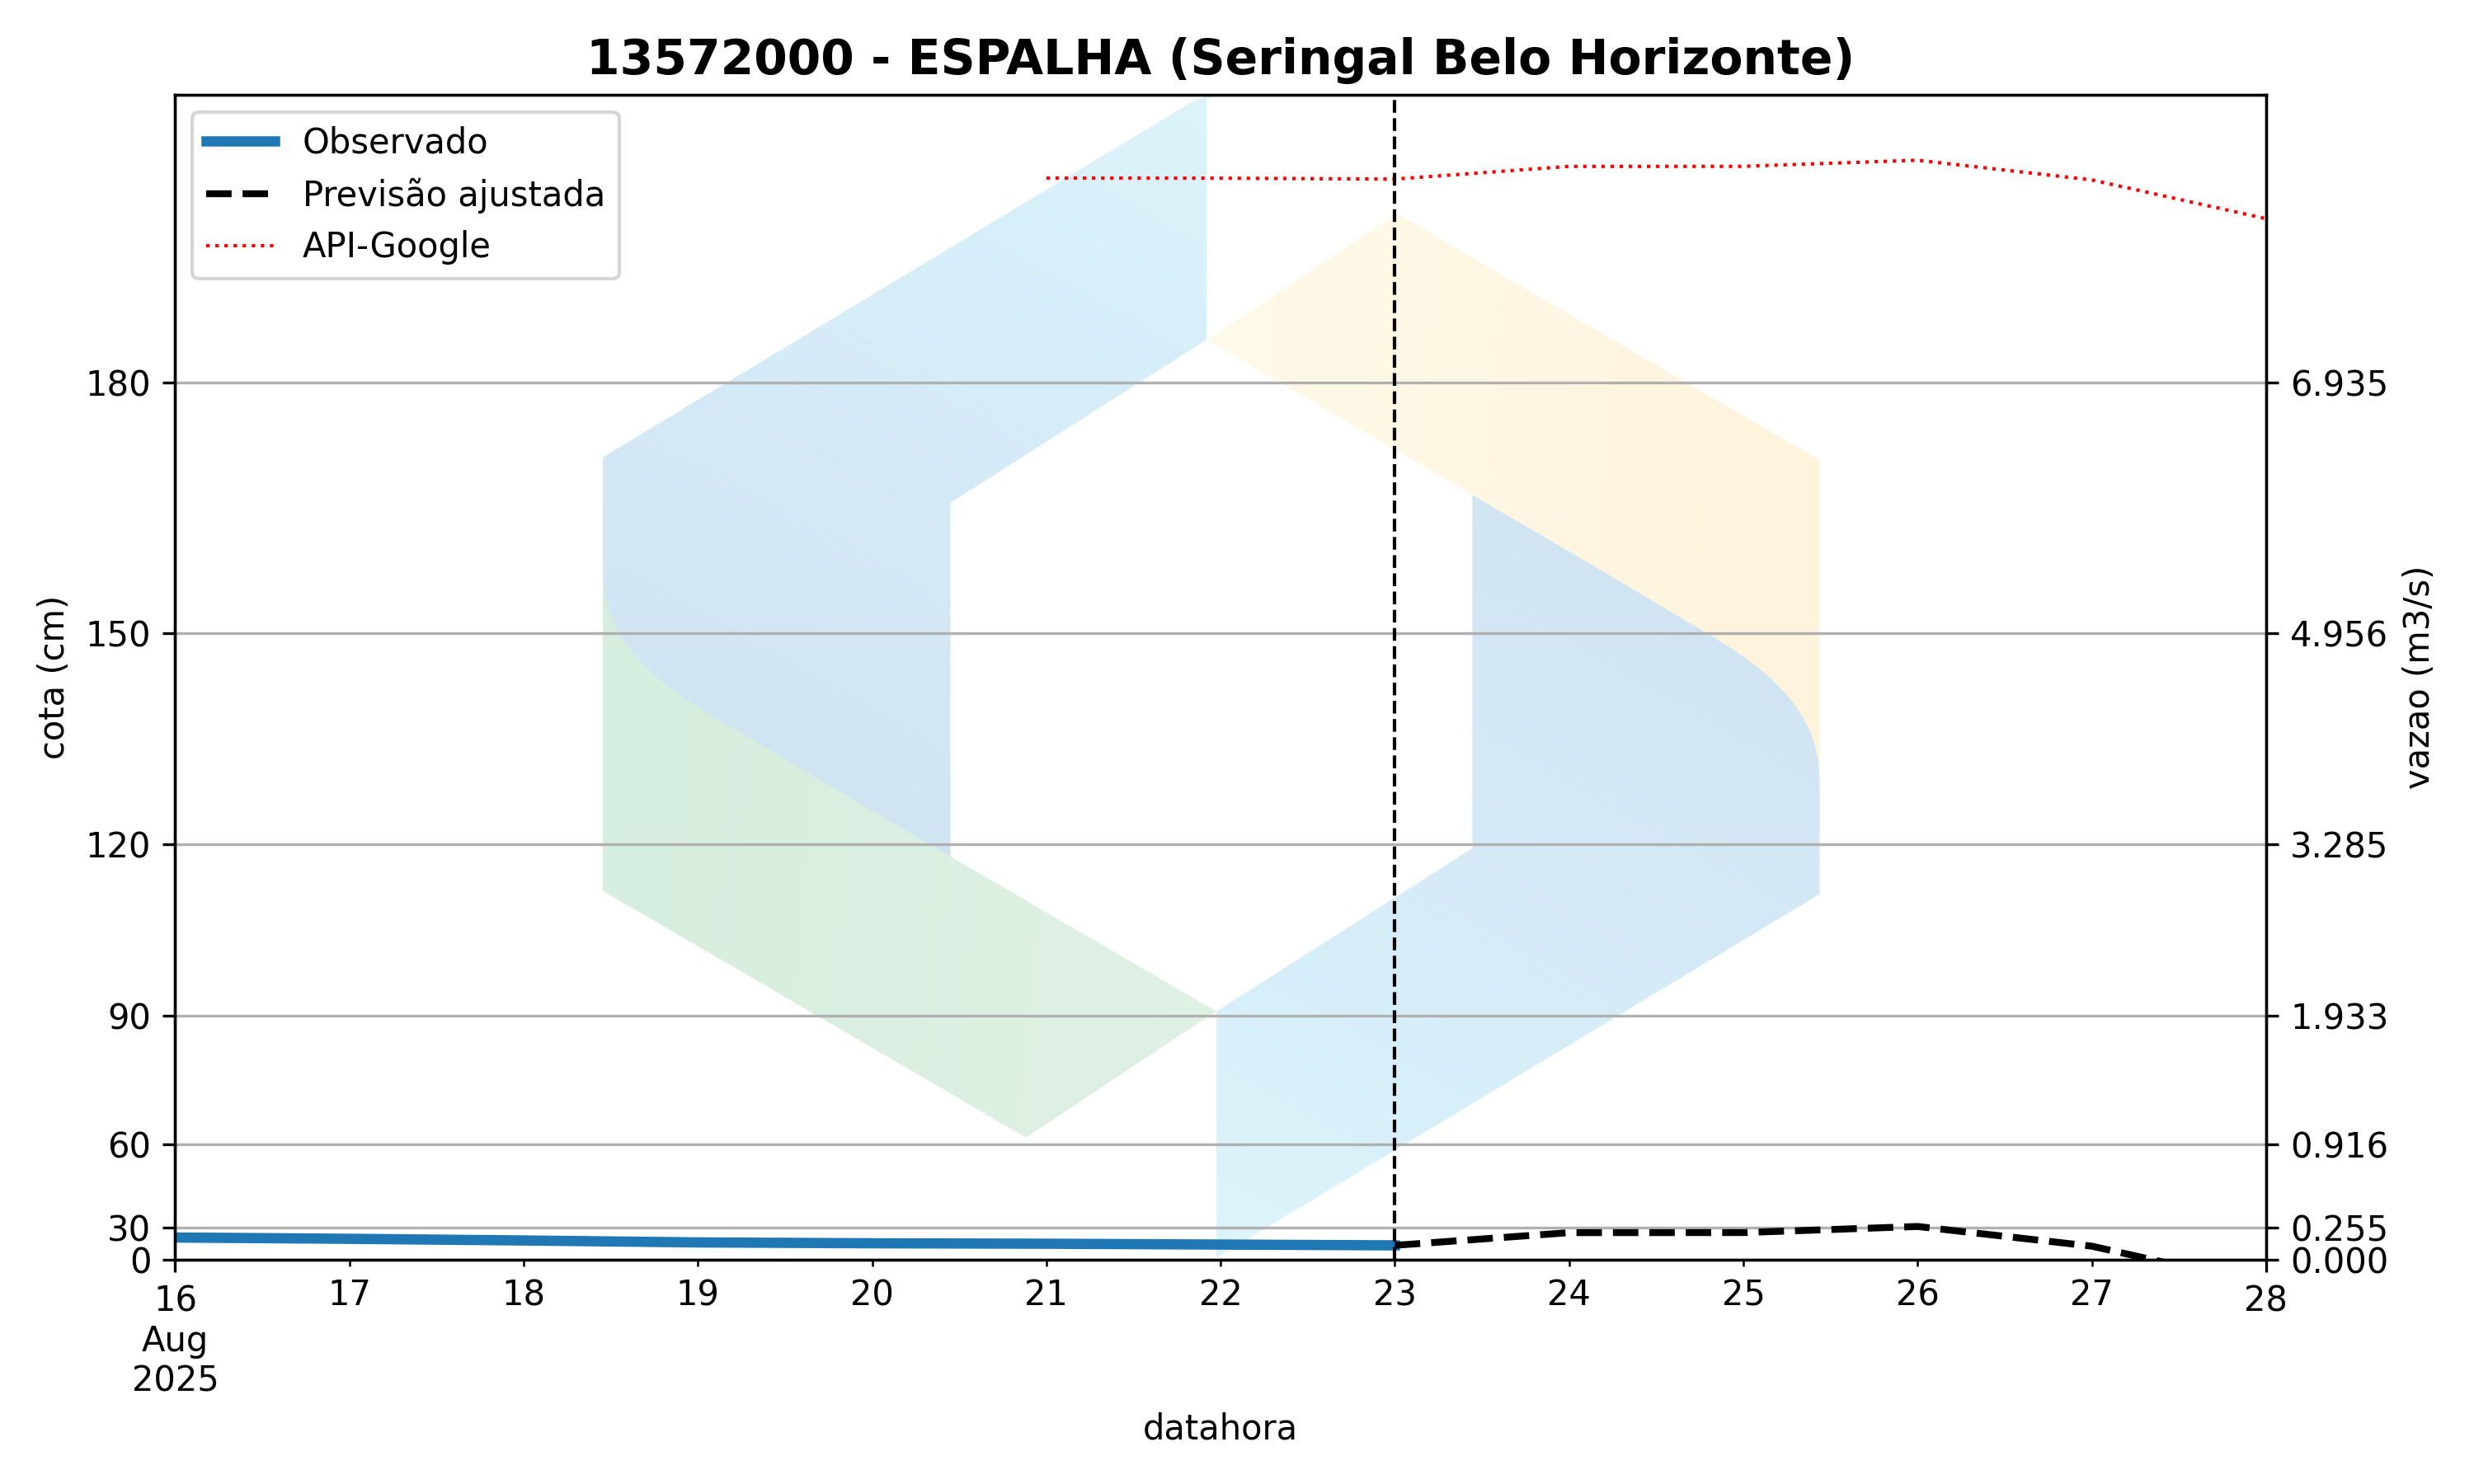 13572000 - ESPALHA (Seringal Belo Horizonte)
Observado
Previsão ajustada
API-Google
cota (cm)
180
150
120
90
60
30
0
6.935
4.956
3.285
1.933
0.916
0.255
0.000
vazao (m3/s)
16 17 18 19 20 21 22 23 24 25 26 27 28
Aug
2025
datahora